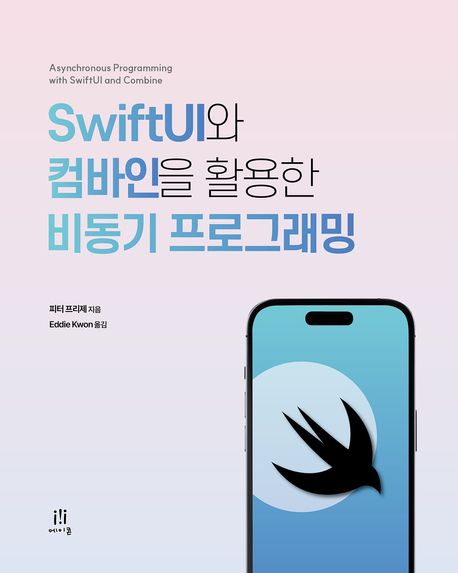 Asynchronous Programming
with SwiftUI and Combine
SwiftUI와
컴바인을 활용한
비동기 프로그래밍
피터 프리제 지음
Eddie Kwon 옮김
에이콘